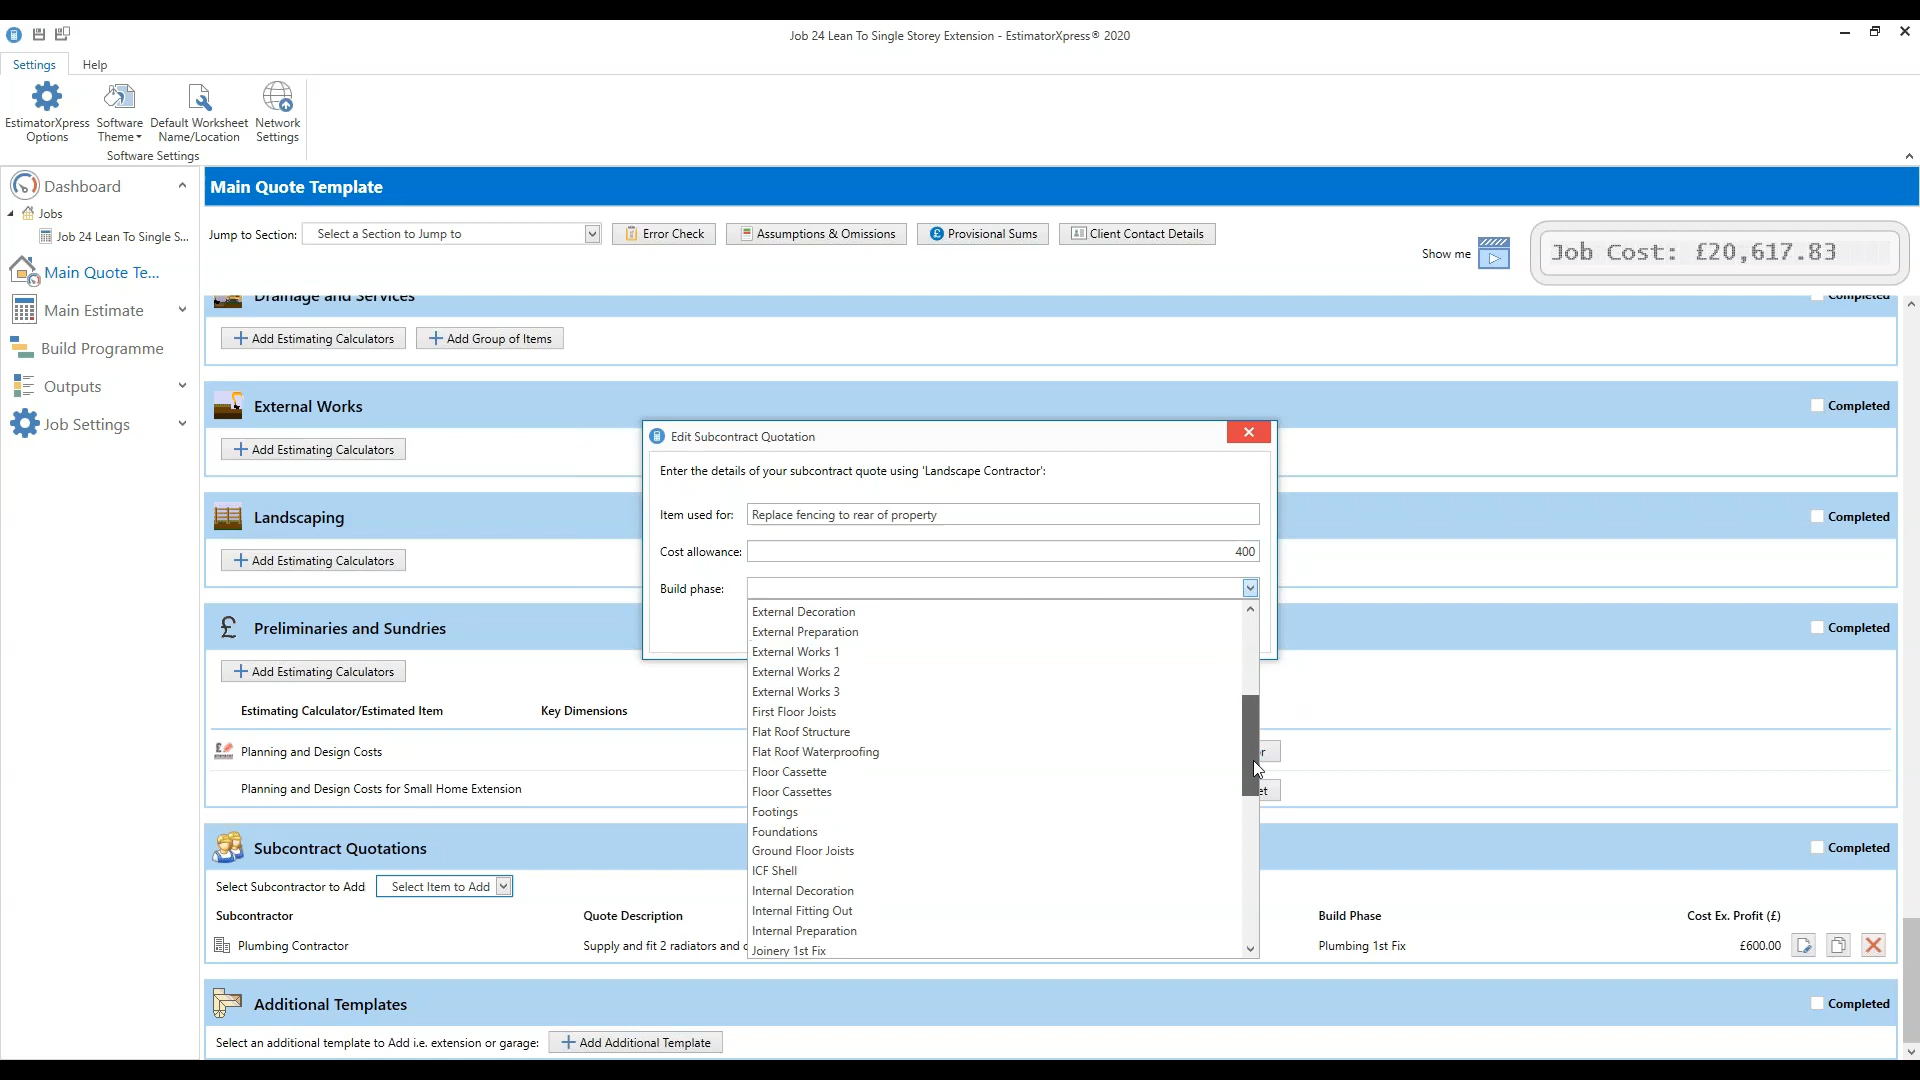 Job 24 Lean To Single Storey Extension - EstimatorXpress® 2020
Settings
Help
EstimatorXpress
Options
Software
Theme
Default Worksheet
Name/Location
Network
Settings
Software Settings
Dashboard
Jobs
Job 24 Lean To Single S...
Main Quote Te...
Main Estimate
Build Programme
Outputs
Job Settings
Main Quote Template
Jump to Section:
Select a Section to Jump to
Error Check
Assumptions & Omissions
Provisional Sums
Client Contact Details
Show me
Job Cost: £20,617.83
Drainage and Services
Completed
Add Estimating Calculators
Add Group of Items
External Works
Completed
Add Estimating Calculators
Landscaping
Completed
Add Estimating Calculators
Preliminaries and Sundries
Completed
Add Estimating Calculators
Estimating Calculator/Estimated Item
Key Dimensions
Planning and Design Costs
Planning and Design Costs for Small Home Extension
Subcontract Quotations
Completed
Select Subcontractor to Add
Select Item to Add
Subcontractor
Quote Description
Build Phase
Cost Ex. Profit (£)
Plumbing Contractor
Supply and fit 2 radiators and
Plumbing 1st Fix
£600.00
Additional Templates
Completed
Select an additional template to Add i.e. extension or garage:
Add Additional Template
Edit Subcontract Quotation
Enter the details of your subcontract quote using 'Landscape Contractor':
Item used for:
Replace fencing to rear of property
Cost allowance:
400
Build phase:
External Decoration
External Preparation
External Works 1
External Works 2
External Works 3
First Floor Joists
Flat Roof Structure
Flat Roof Waterproofing
Floor Cassette
Floor Cassettes
Footings
Foundations
Ground Floor Joists
ICF Shell
Internal Decoration
Internal Fitting Out
Internal Preparation
Joinery 1st Fix